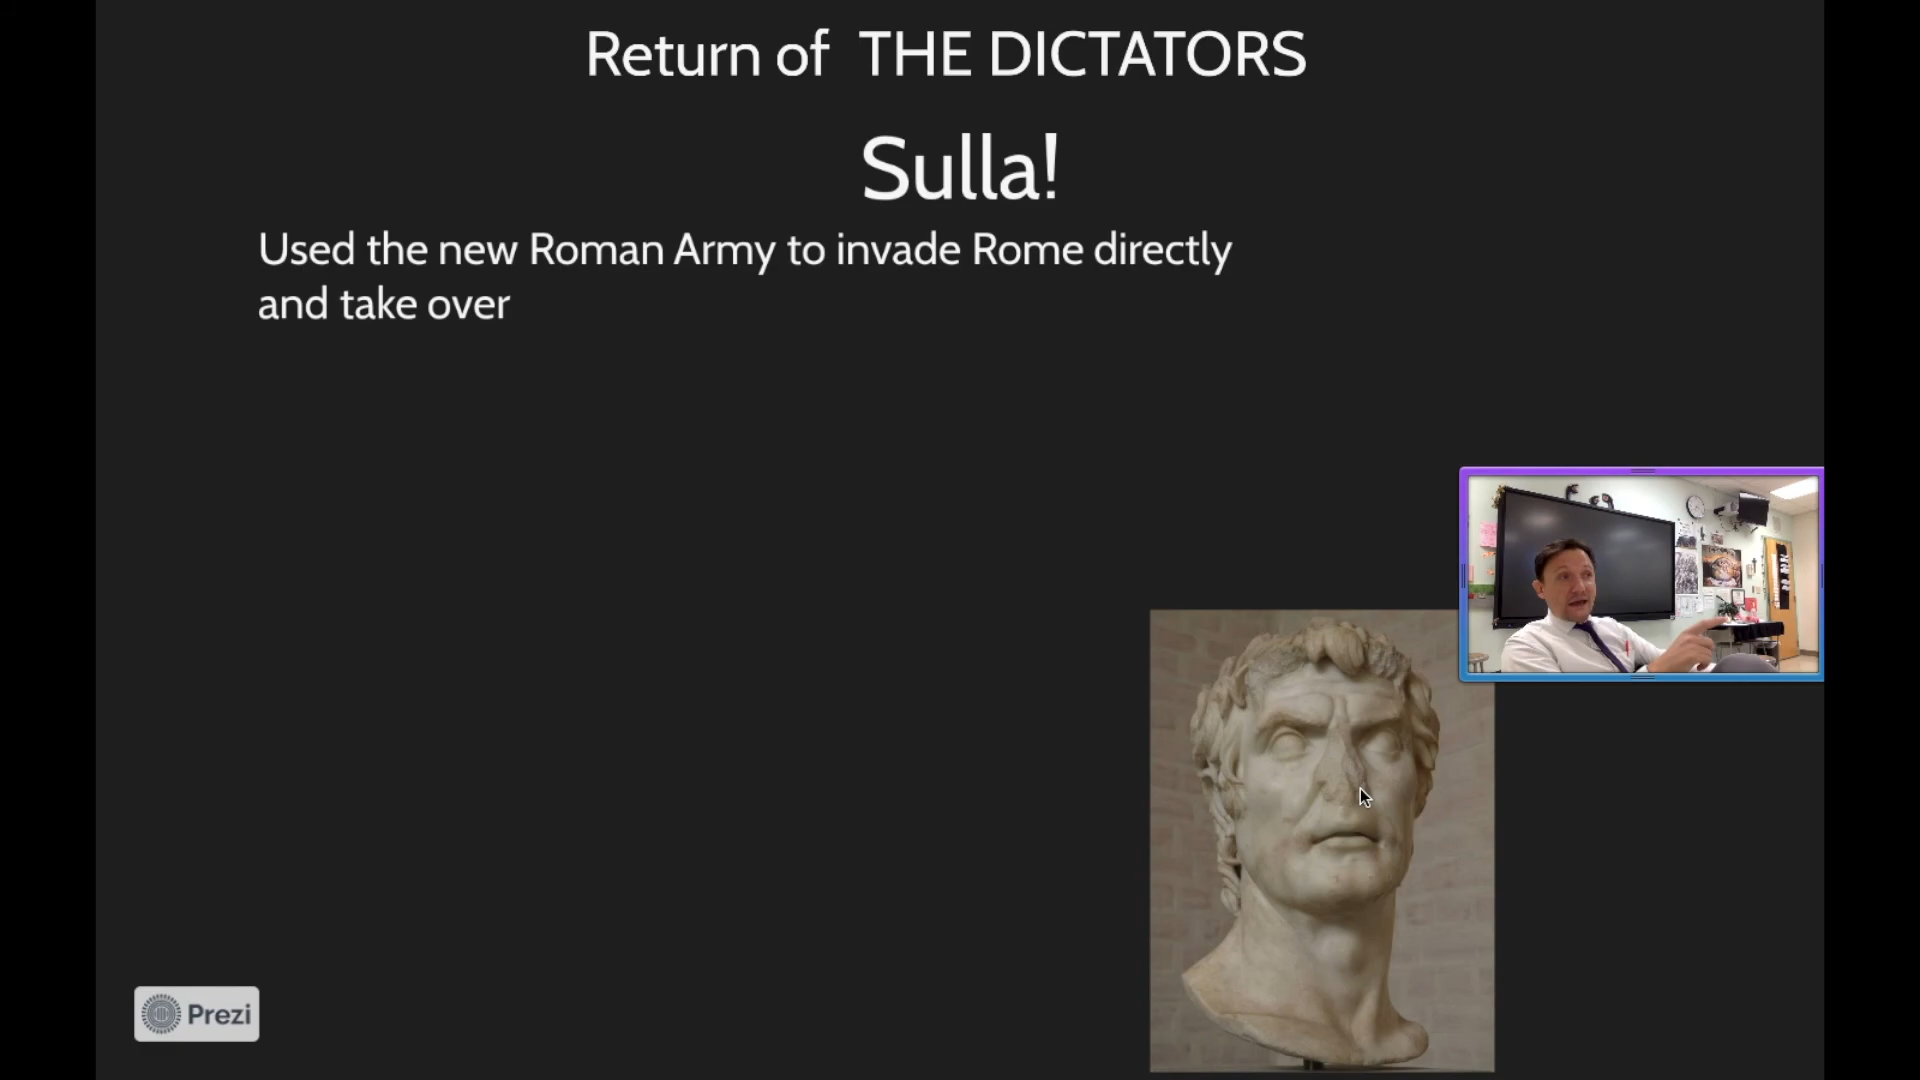 Return of THE DICTATORS
Sulla!
Used the new Roman Army to invade Rome directly
and take over
Prezi